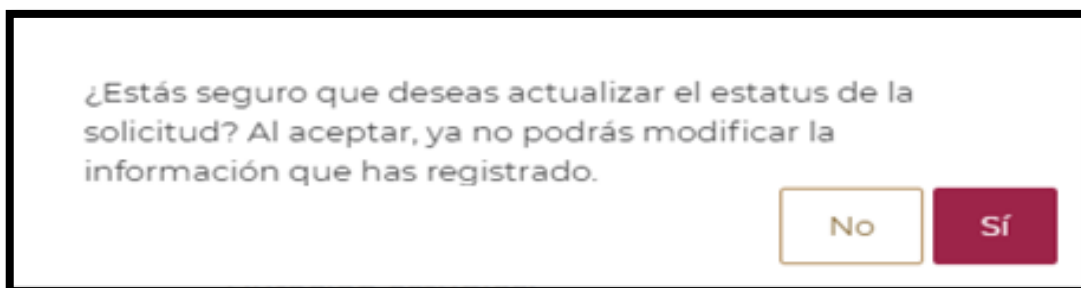 ¿Estás seguro que deseas actualizar el estatus de la
solicitud? Al aceptar, ya no podrás modificar la
información que has registrado.
No
Sí